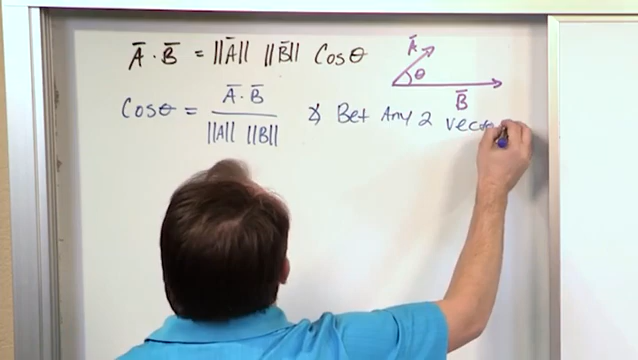 A̅ · B̅ = ||A̅|| ||B̅|| Cosθ
A̅
θ
B̅
Cosθ = A̅ · B̅ / ||A|| ||B||
∡ Bet Any 2